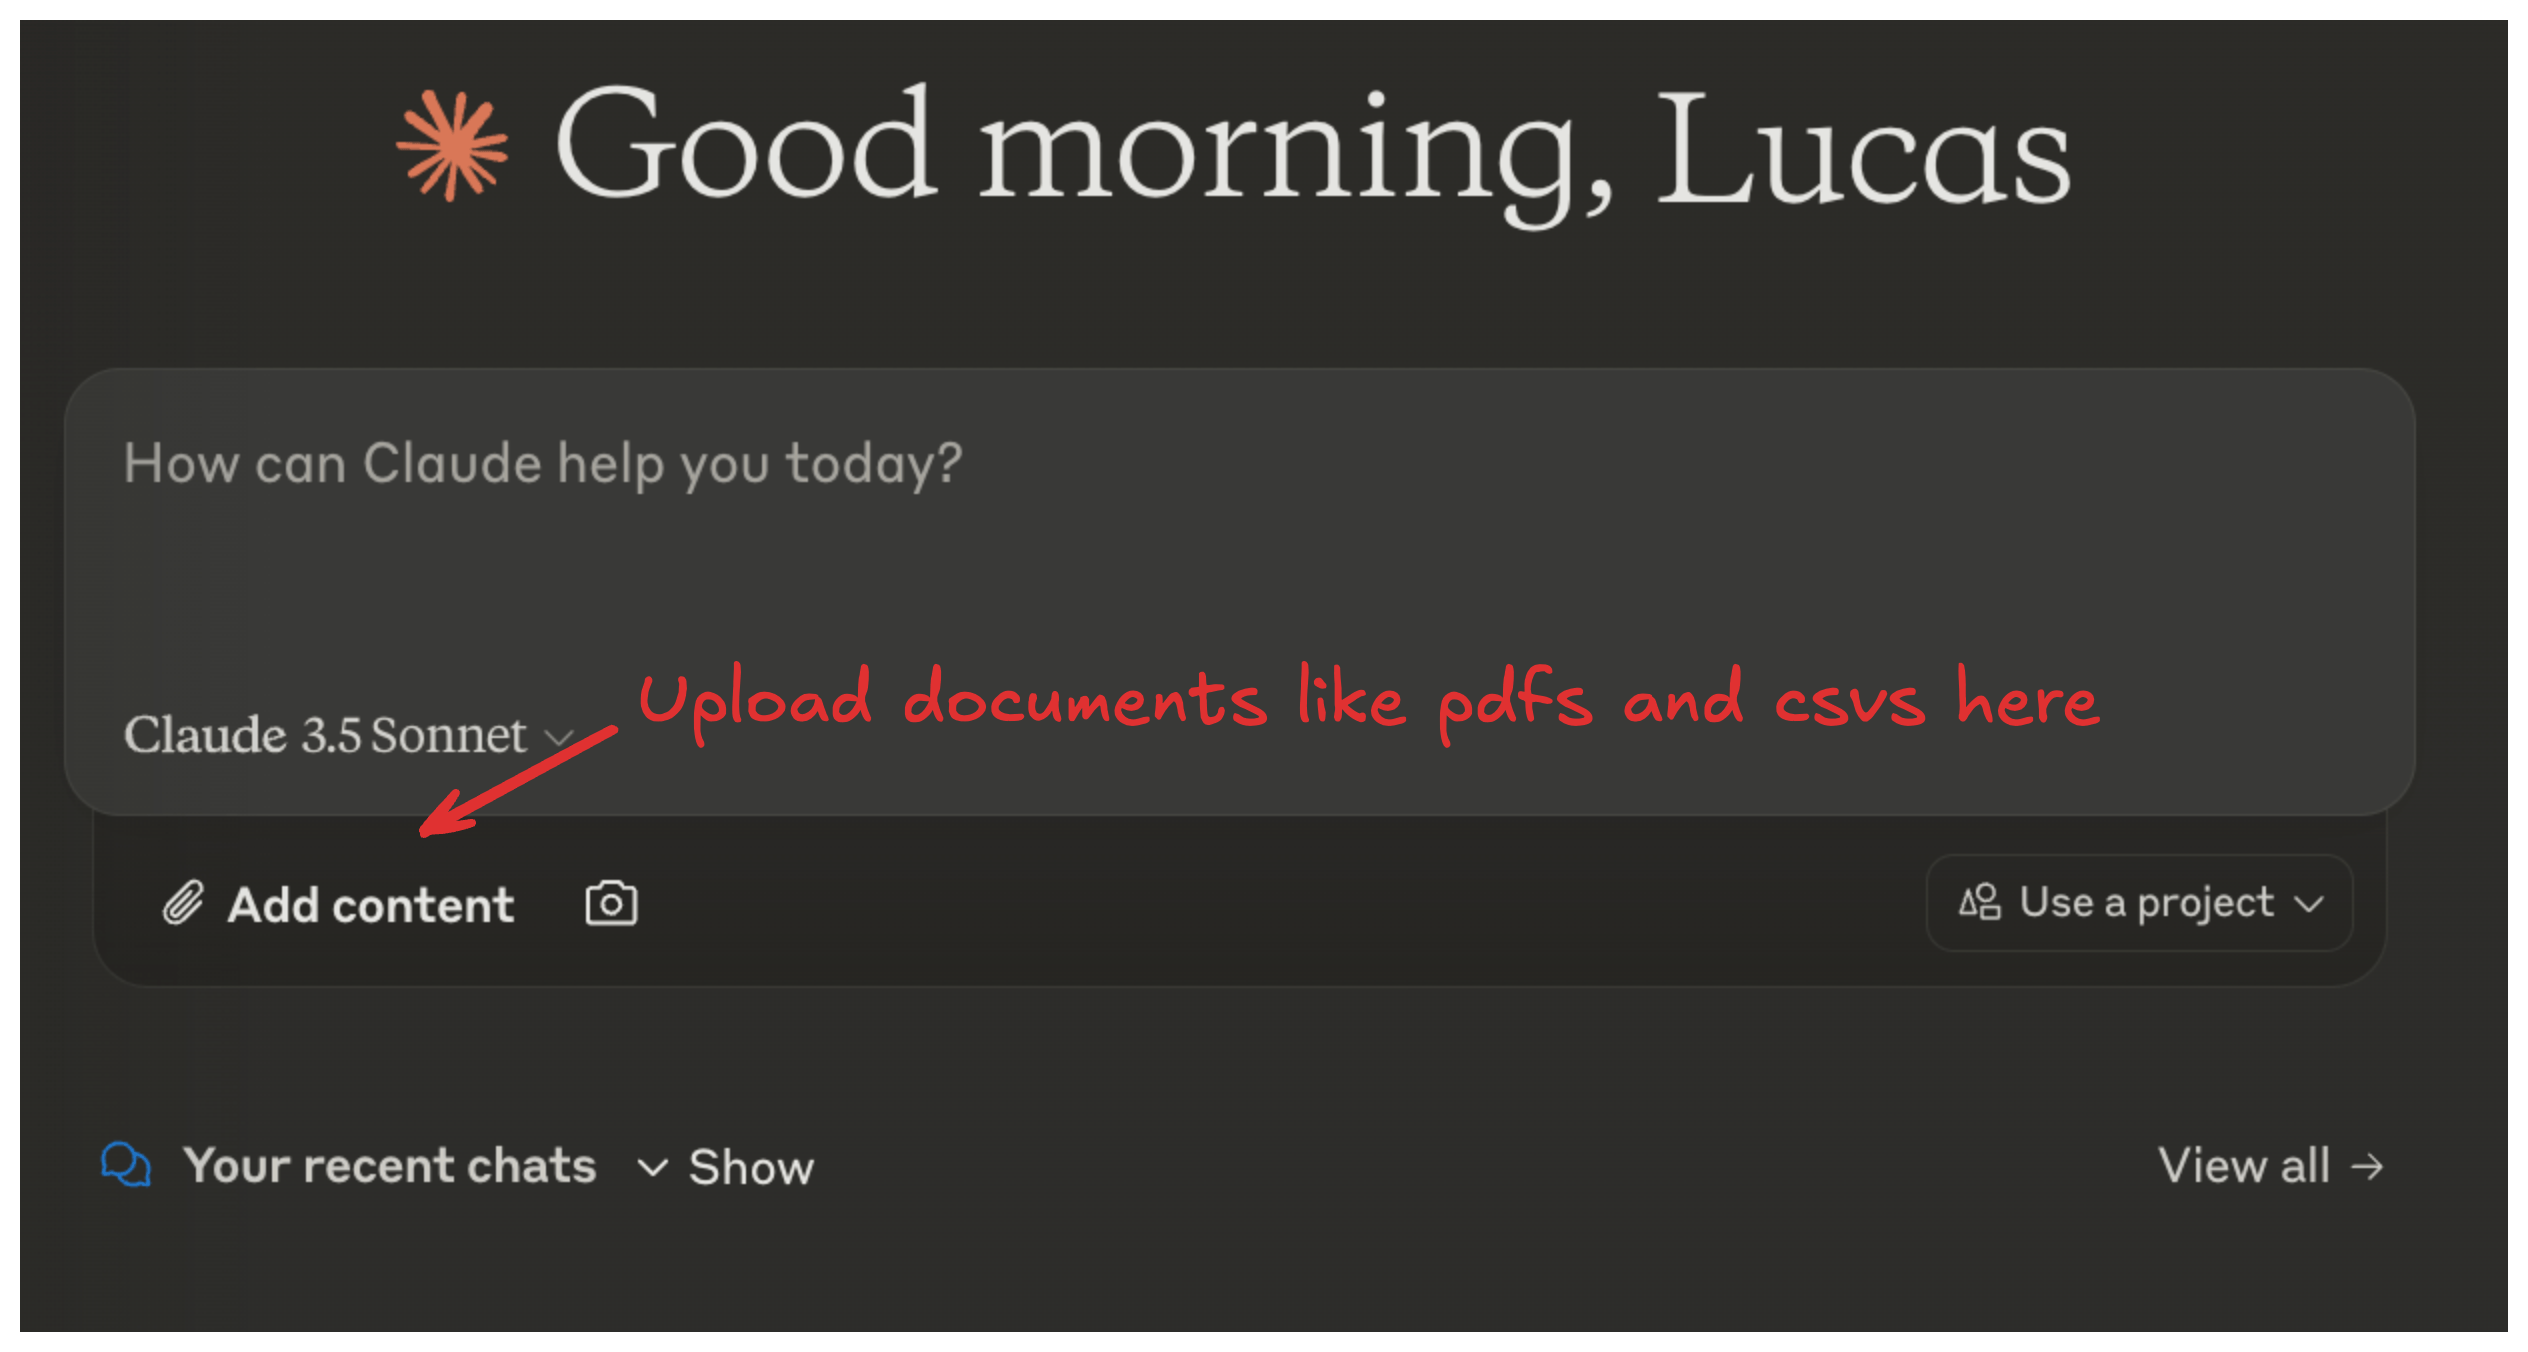 Good morning, Lucas
How can Claude help you today?
Upload documents like pdfs and csvs here
Claude 3.5 Sonnet
Add content
Use a project
Your recent chats Show
View all